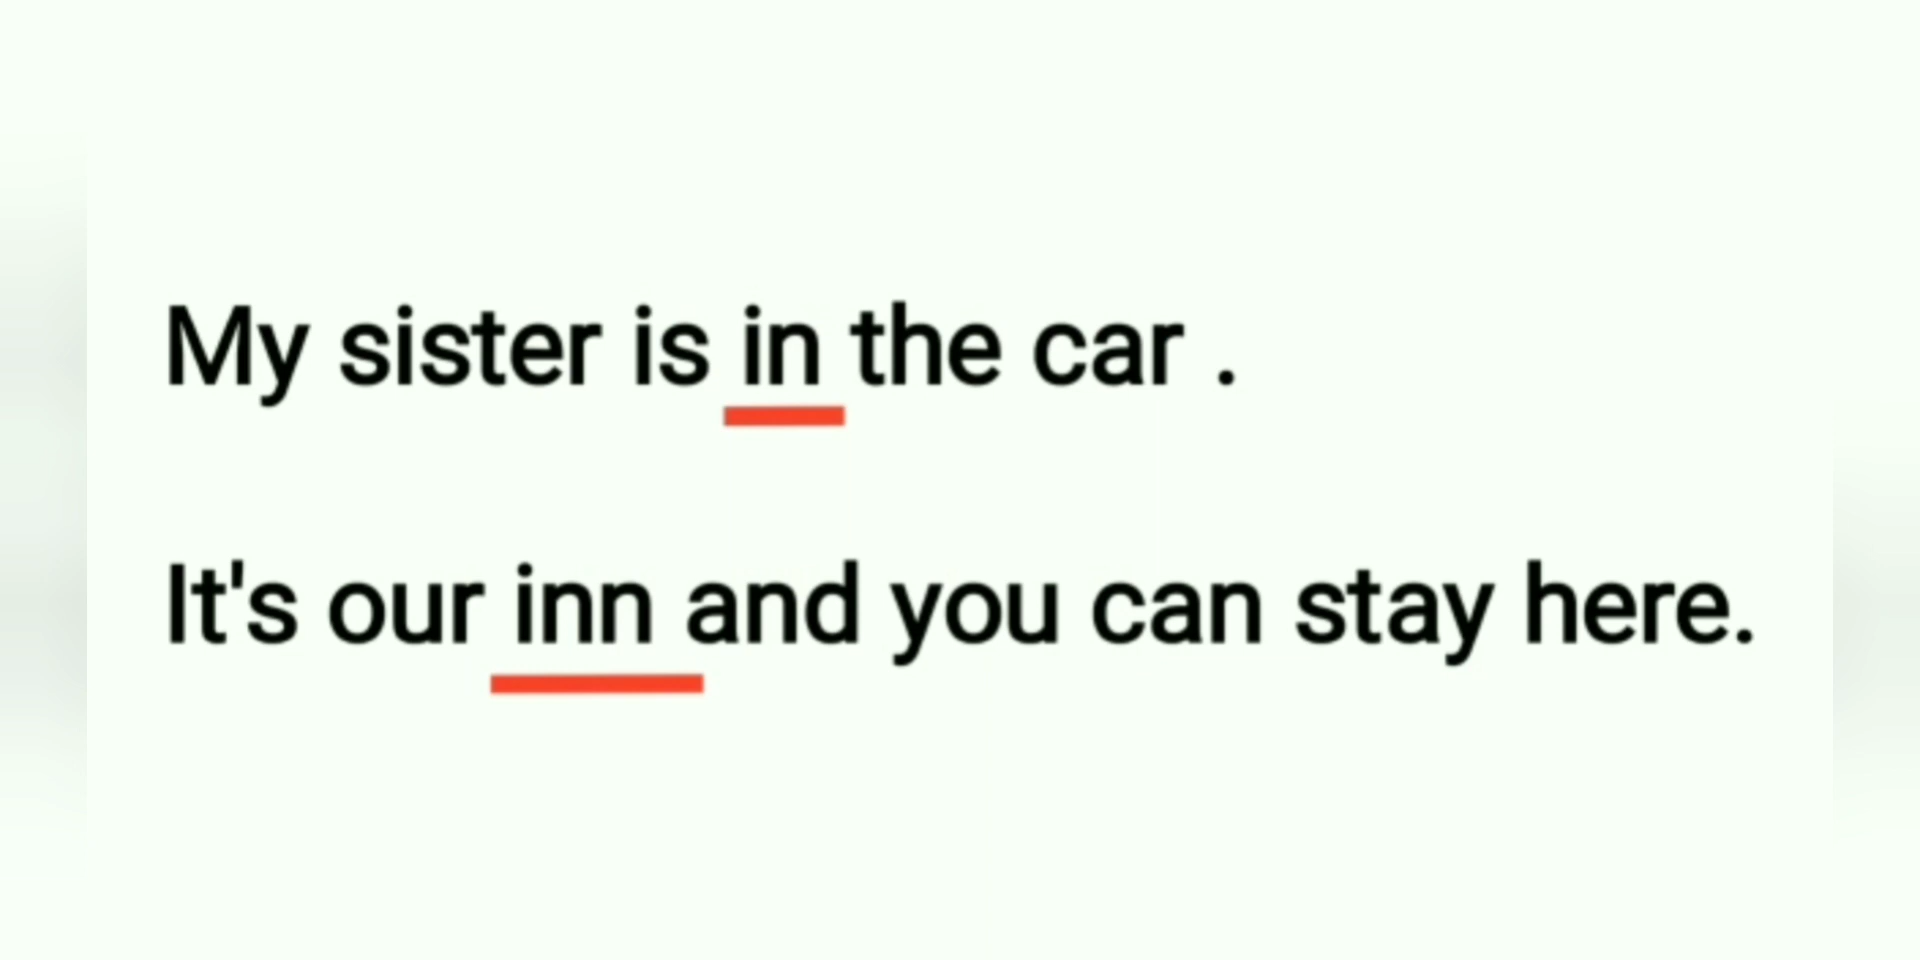 My sister is in the car .
It's our inn and you can stay here.